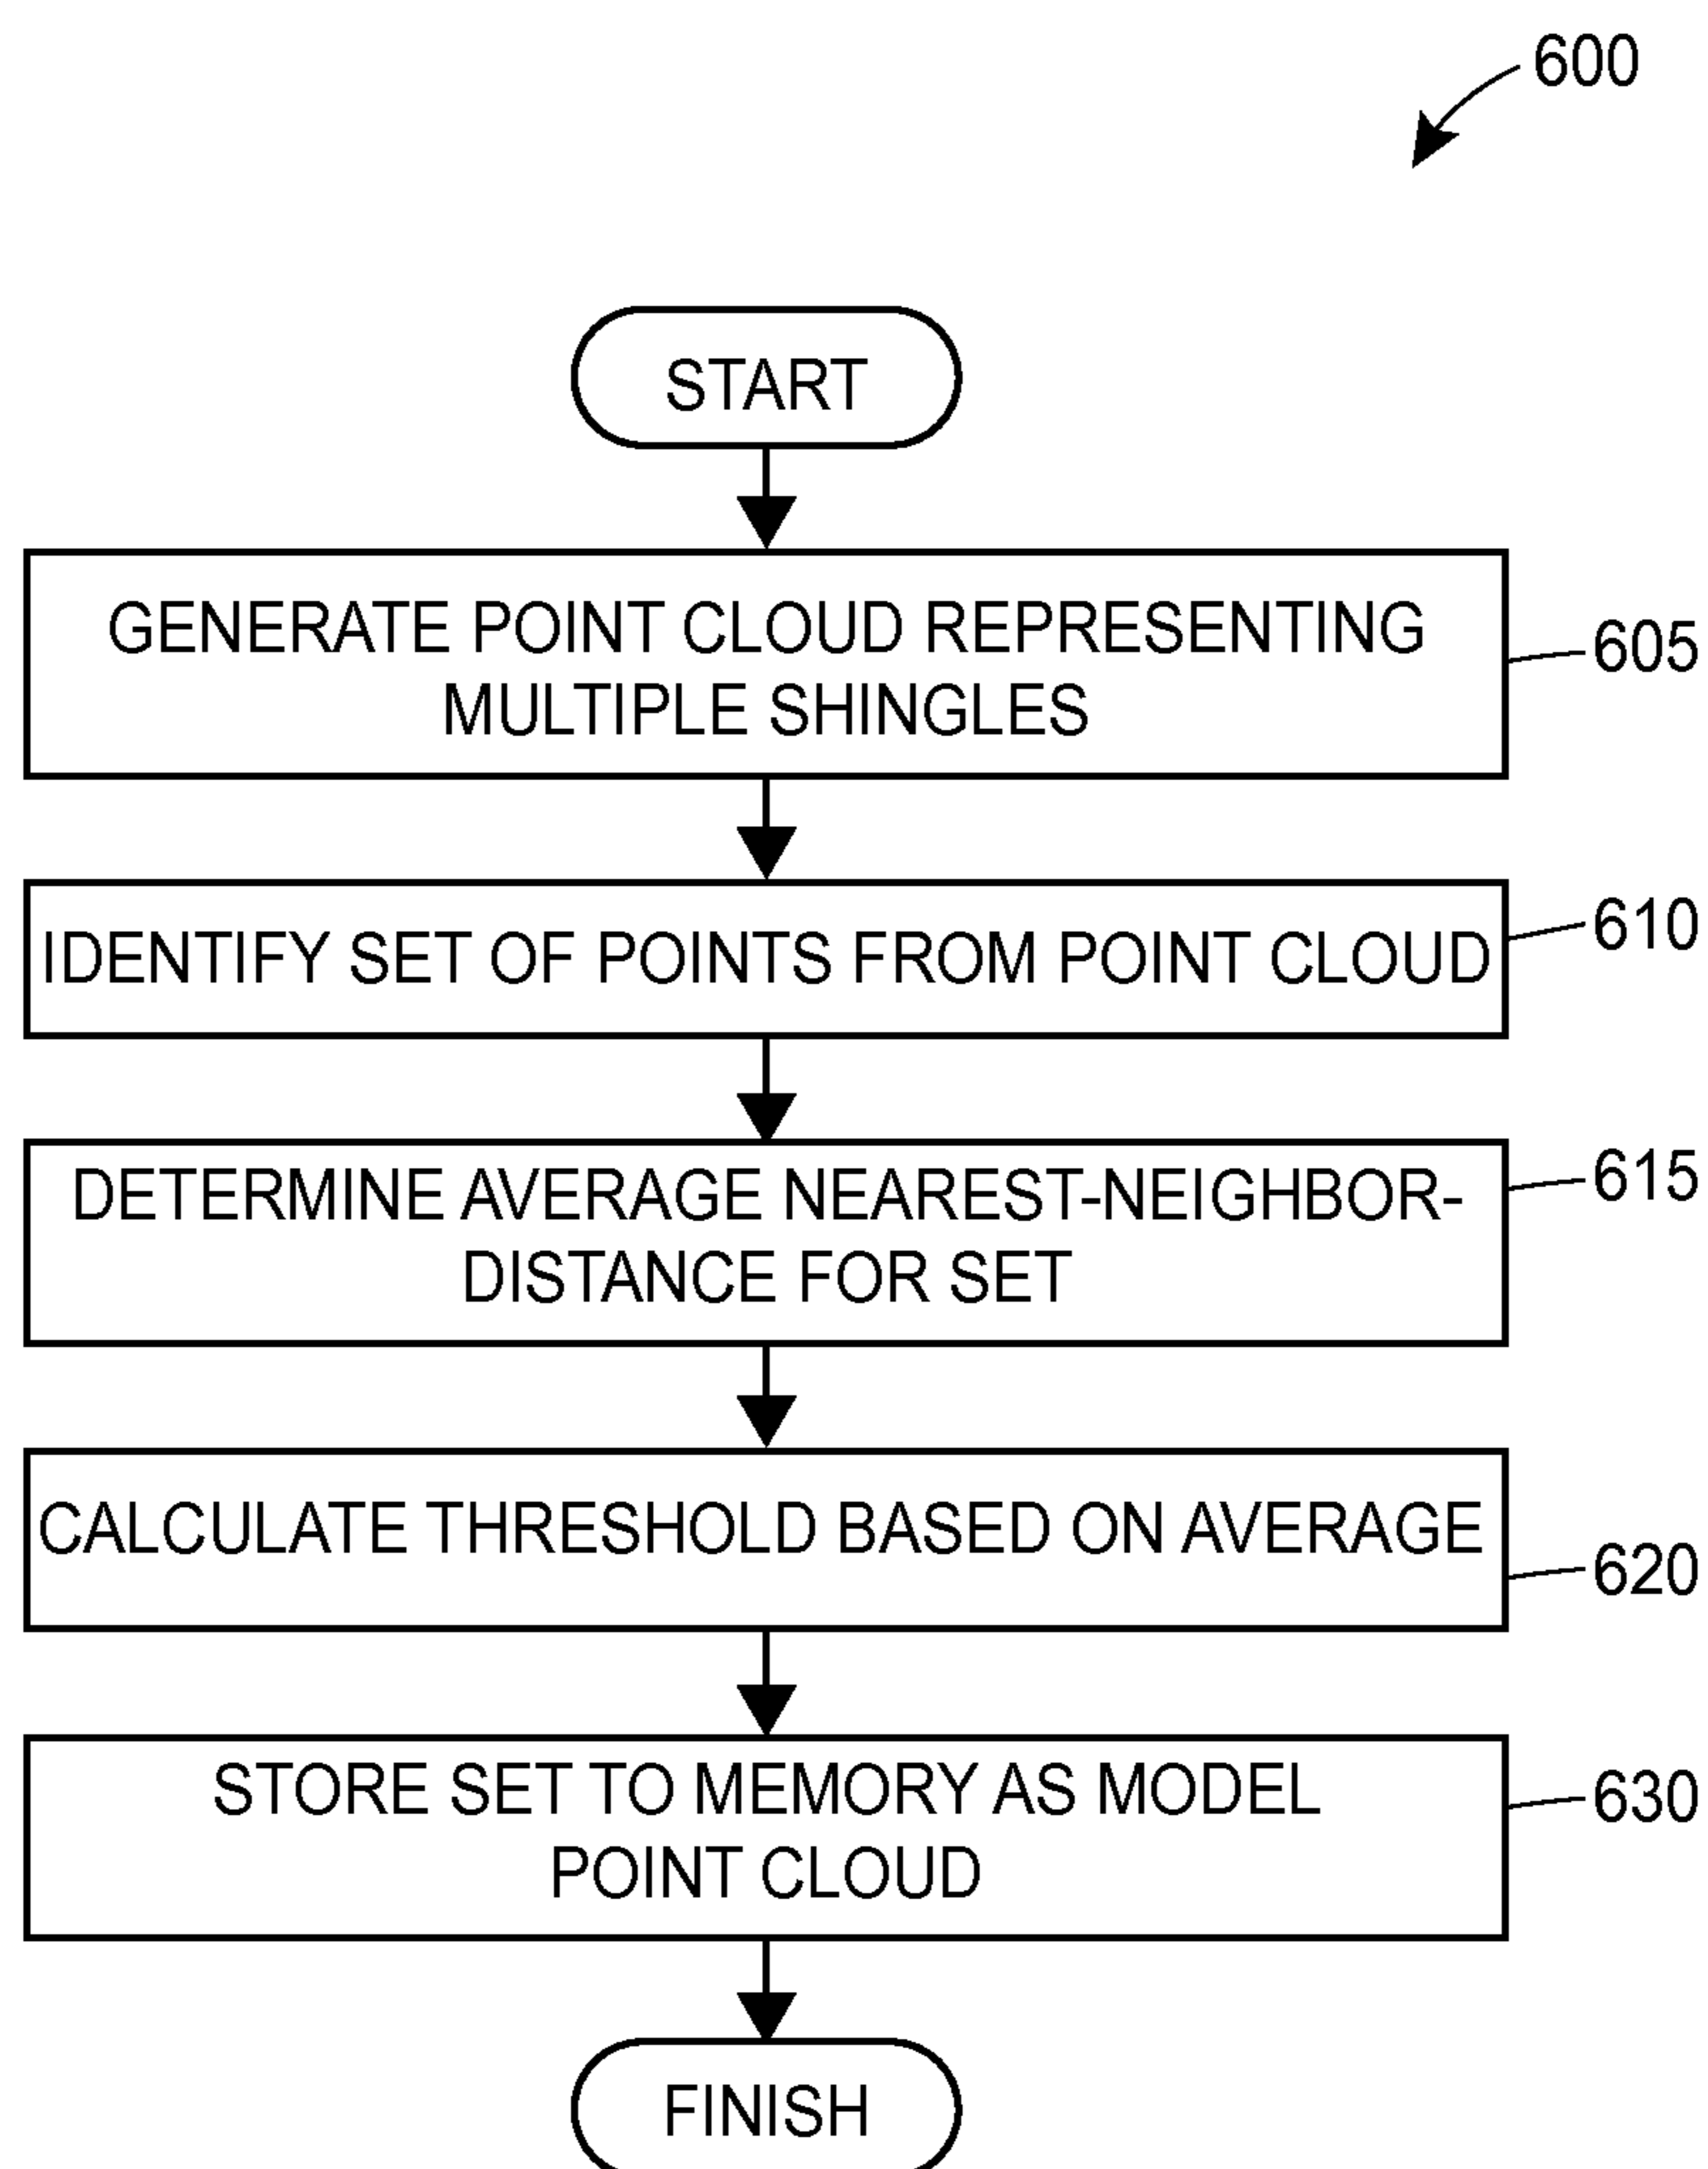 600
START
GENERATE POINT CLOUD REPRESENTING
MULTIPLE SHINGLES
605
IDENTIFY SET OF POINTS FROM POINT CLOUD
610
DETERMINE AVERAGE NEAREST-NEIGHBOR-
DISTANCE FOR SET
615
CALCULATE THRESHOLD BASED ON AVERAGE
620
STORE SET TO MEMORY AS MODEL
POINT CLOUD
630
FINISH